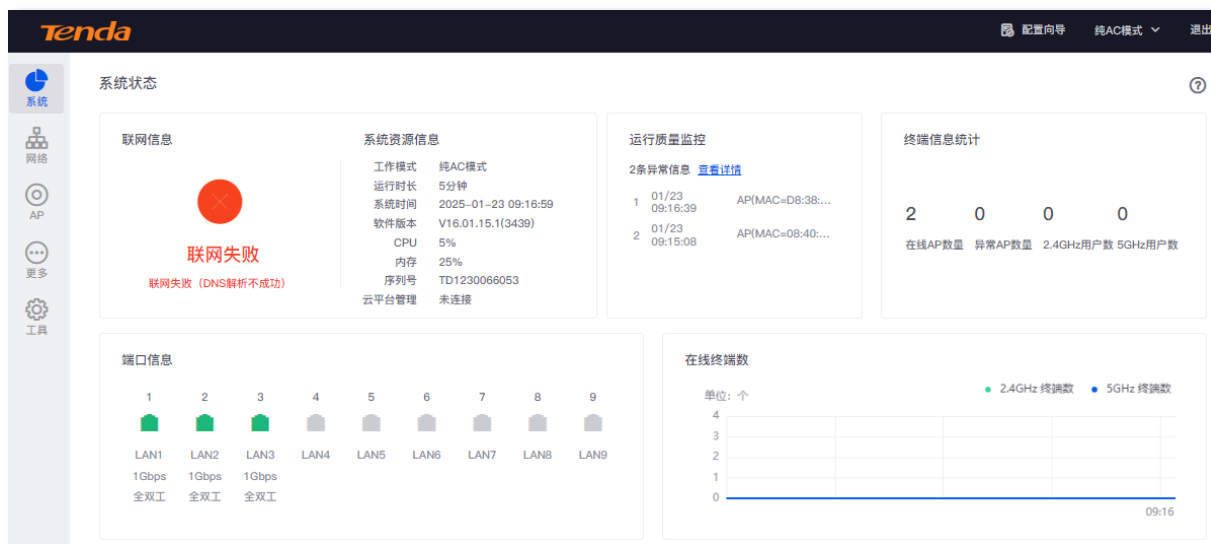 Tenda
配置向导
纯AC模式
退出
系统
网络
AP
更多
工具
系统状态
联网信息
联网失败
联网失败（DNS解析不成功）
系统资源信息
工作模式 纯AC模式
运行时长 5分钟
系统时间 2025-01-23 09:16:59
软件版本 V16.01.15.1(3439)
CPU 5%
内存 25%
序列号 TD1230066053
云平台管理 未连接
运行质量监控
2条异常信息 查看详情
1 01/23 09:16:39 AP(MAC=D8:38:...
2 01/23 09:15:08 AP(MAC=08:40:...
终端信息统计
2 0 0 0
在线AP数量 异常AP数量 2.4GHz用户数 5GHz用户数
端口信息
1 2 3 4 5 6 7 8 9
LAN1 LAN2 LAN3 LAN4 LAN5 LAN6 LAN7 LAN8 LAN9
1Gbps 1Gbps 1Gbps
全双工 全双工 全双工
在线终端数
单位：个
2.4GHz 终端数 5GHz 终端数
4
3
2
1
0
09:16